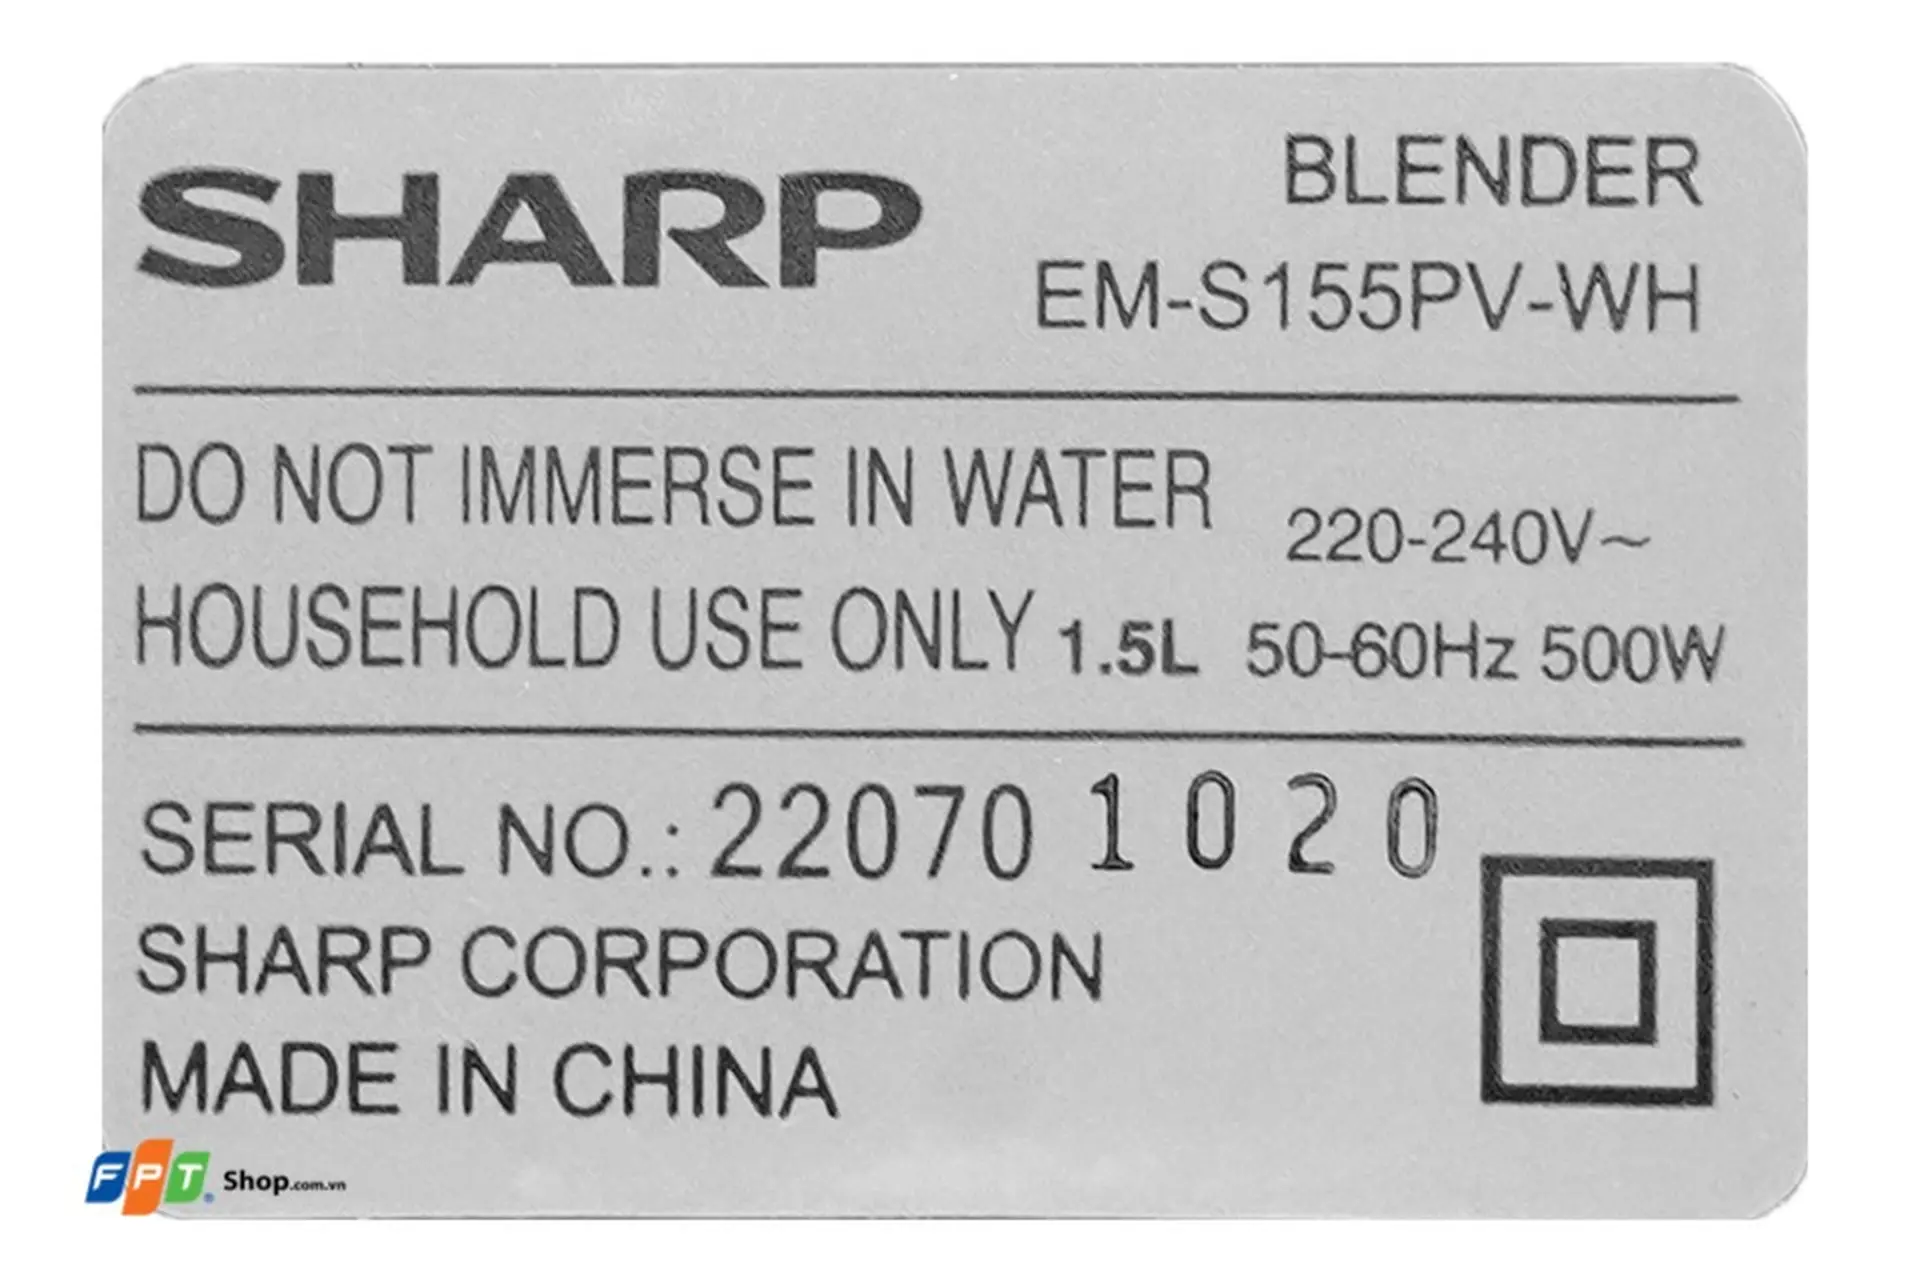 SHARP
BLENDER
EM-S155PV-WH
DO NOT IMMERSE IN WATER
220-240V~
HOUSEHOLD USE ONLY 1.5L 50-60Hz 500W
SERIAL NO.: 22070 1 0 2 0
SHARP CORPORATION
MADE IN CHINA
FPT® Shop.com.vn